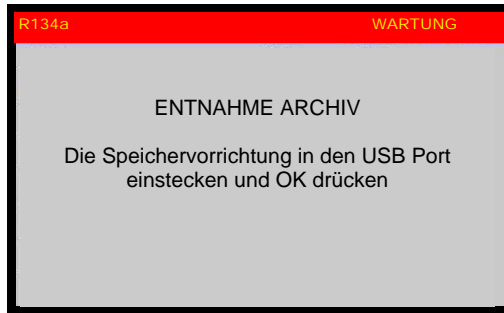 R134a WARTUNG
ENTNAHME ARCHIV
Die Speichervorrichtung in den USB Port
einstecken und OK drücken